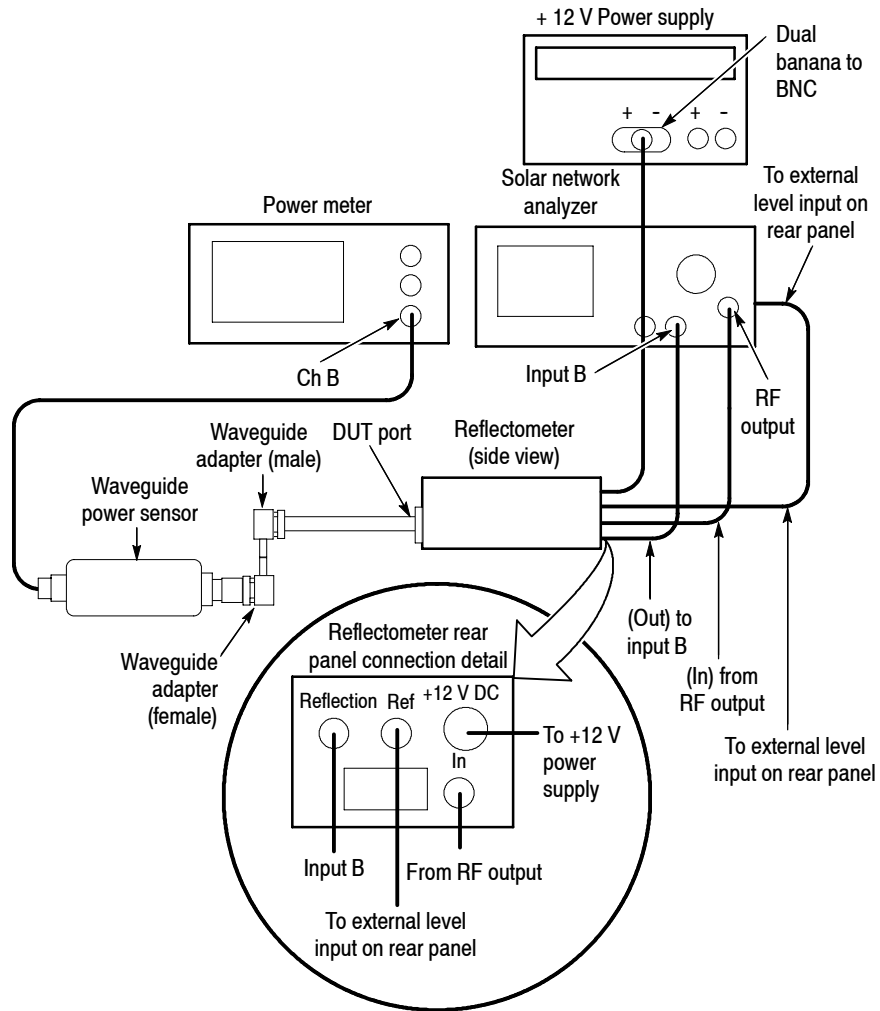 + 12 V Power supply
Dual
banana to
BNC
+ - + -
To external
level input on
rear panel
Solar network
analyzer
Power meter
Ch B
Input B
RF
output
Waveguide
adapter (male)
DUT port
Reflectometer
(side view)
Waveguide
power sensor
Waveguide
adapter
(female)
(Out) to
input B
(In) from
RF output
To external level
input on rear panel
Reflectometer rear
panel connection detail
Reflection Ref +12 V DC
In
To +12 V
power
supply
Input B
From RF output
To external level
input on rear panel